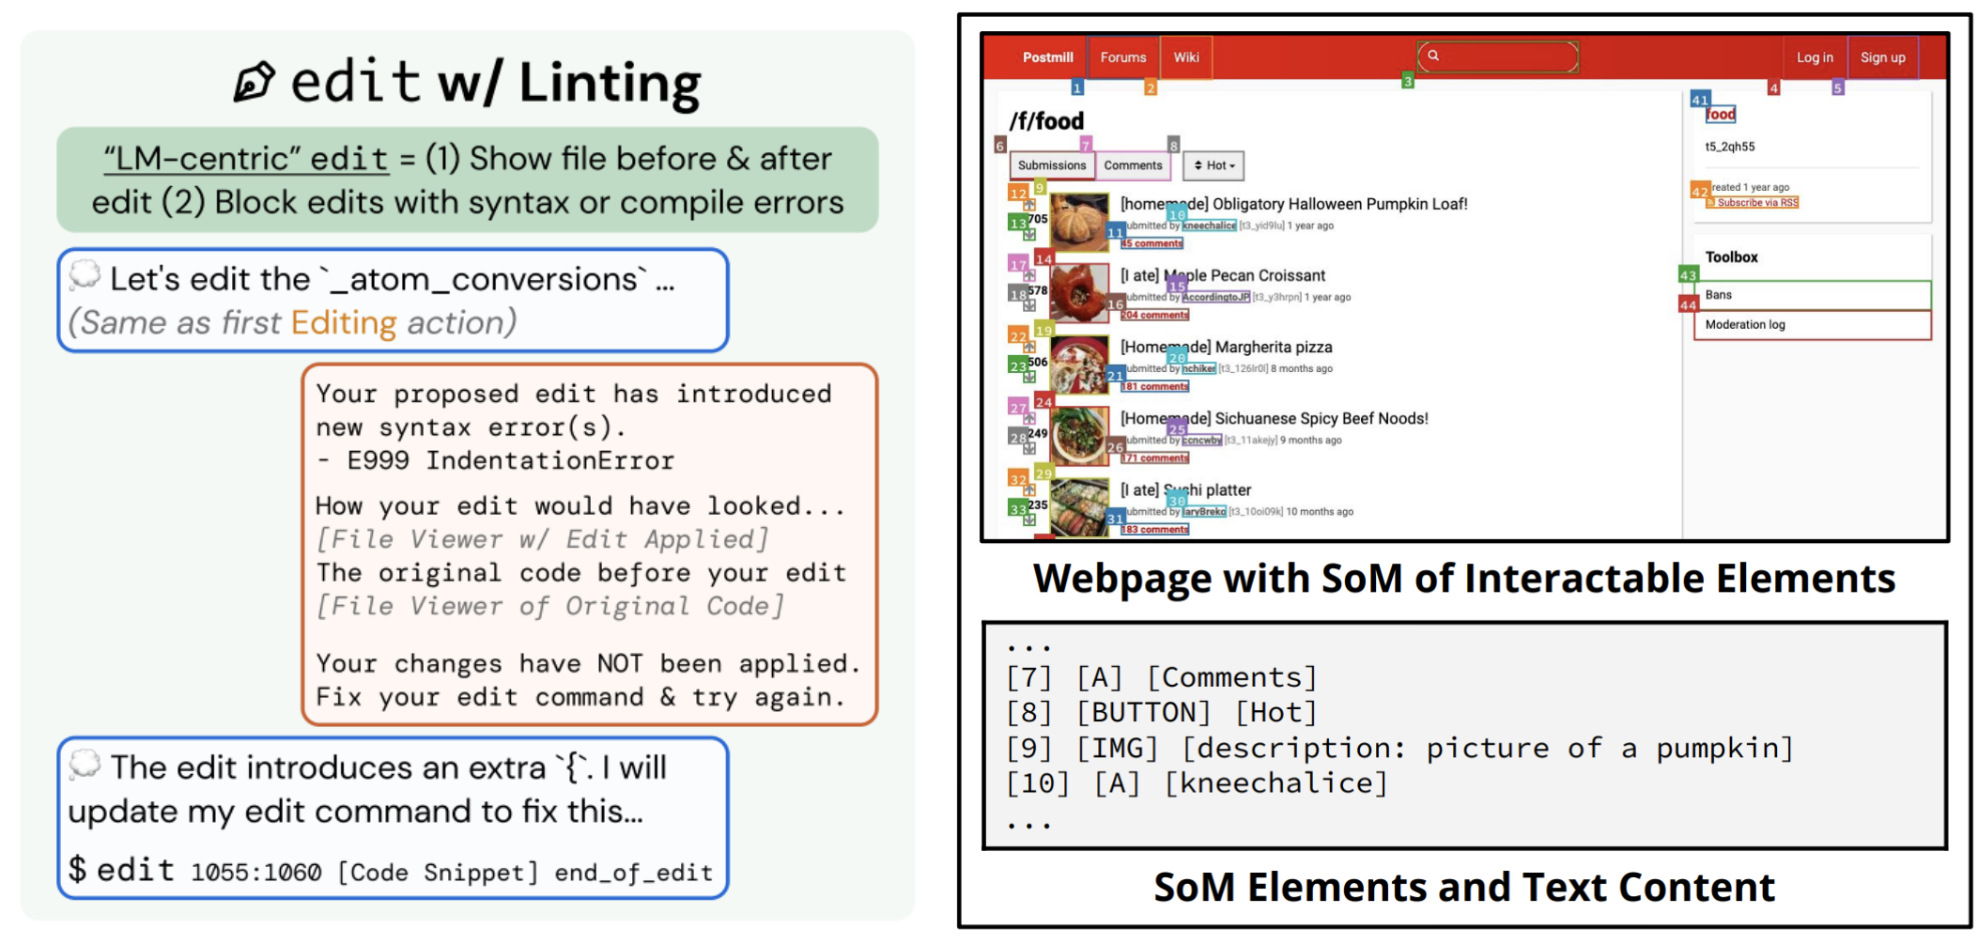 edit w/ Linting
“LM-centric” edit = (1) Show file before & after
edit (2) Block edits with syntax or compile errors
Let's edit the `_atom_conversions` ...
(Same as first Editing action)
Your proposed edit has introduced
new syntax error(s).
- E999 IndentationError
How your edit would have looked...
[File Viewer w/ Edit Applied]
The original code before your edit
[File Viewer of Original Code]
Your changes have NOT been applied.
Fix your edit command & try again.
The edit introduces an extra `{`. I will
update my edit command to fix this...
$ edit 1055:1060 [Code Snippet] end_of_edit
Postmill Forums Wiki Log in Sign up
1 2 3 4 5
/f/food
6 7 8
Submissions Comments Hot
12 9
[homemade] Obligatory Halloween Pumpkin Loaf!
10
13 705
11 ubmitted by kneechalice [t3_yid9lu] 1 year ago
45 comments
17 14
[I ate] Maple Pecan Croissant
15
18 578
16 ubmitted by AccordingtoJP [t3_y3hrpn] 1 year ago
204 comments
22 19
[Homemade] Margherita pizza
20
23 506
21 ubmitted by nchiker [t3_126lr0l] 8 months ago
181 comments
27 24
[Homemade] Sichuanese Spicy Beef Noods!
25
28 249
26 ubmitted by ccncwby [t3_11akejy] 9 months ago
171 comments
32 29
[I ate] Sushi platter
30
33 235
31 ubmitted by [t3_10oi09k] 10 months ago
183 comments
41
food
t5_2qh55
42 reated 1 year ago
Subscribe via RSS
Toolbox
43
Bans
44
Moderation log
Webpage with SoM of Interactable Elements
...
[7] [A] [Comments]
[8] [BUTTON] [Hot]
[9] [IMG] [description: picture of a pumpkin]
[10] [A] [kneechalice]
...
SoM Elements and Text Content